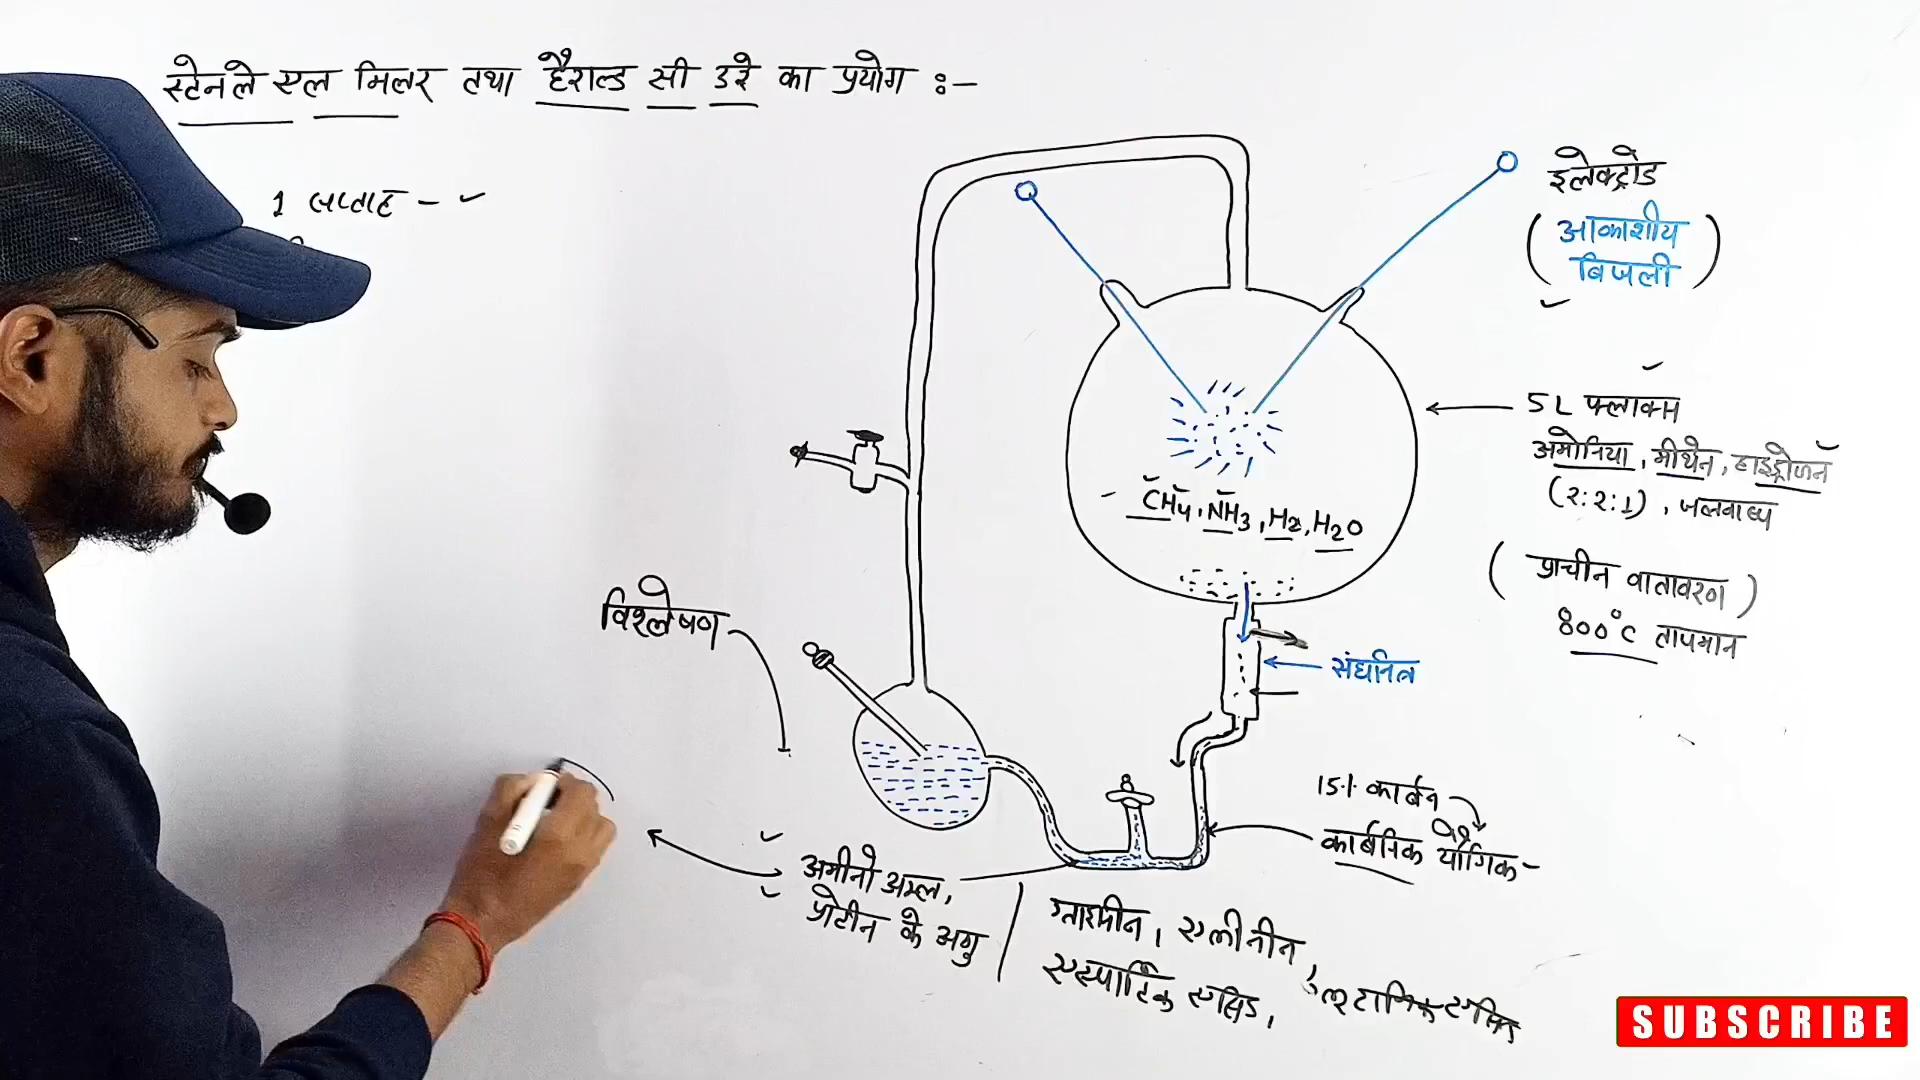 स्टेनले एल मिलर तथा हैराल्ड सी उरे का प्रयोग :-
1 सप्ताह - ✓
इलेक्ट्रोड
( आकाशीय
बिजली )
5 L फ्लाक्स
अमोनिया, मीथेन, हाइड्रोजन
(2:2:1), जलवाष्प
CH4, NH3, H2, H2O
( प्राचीन वातावरण )
800°C तापमान
विश्लेषण
संघनित
15% कार्बन
कार्बनिक यौगिक -
अमीनो अम्ल,
प्रोटीन के अणु
ग्लाइसीन, एलीनीन,
एस्पार्टिक एसिड,
SUBSCRIBE